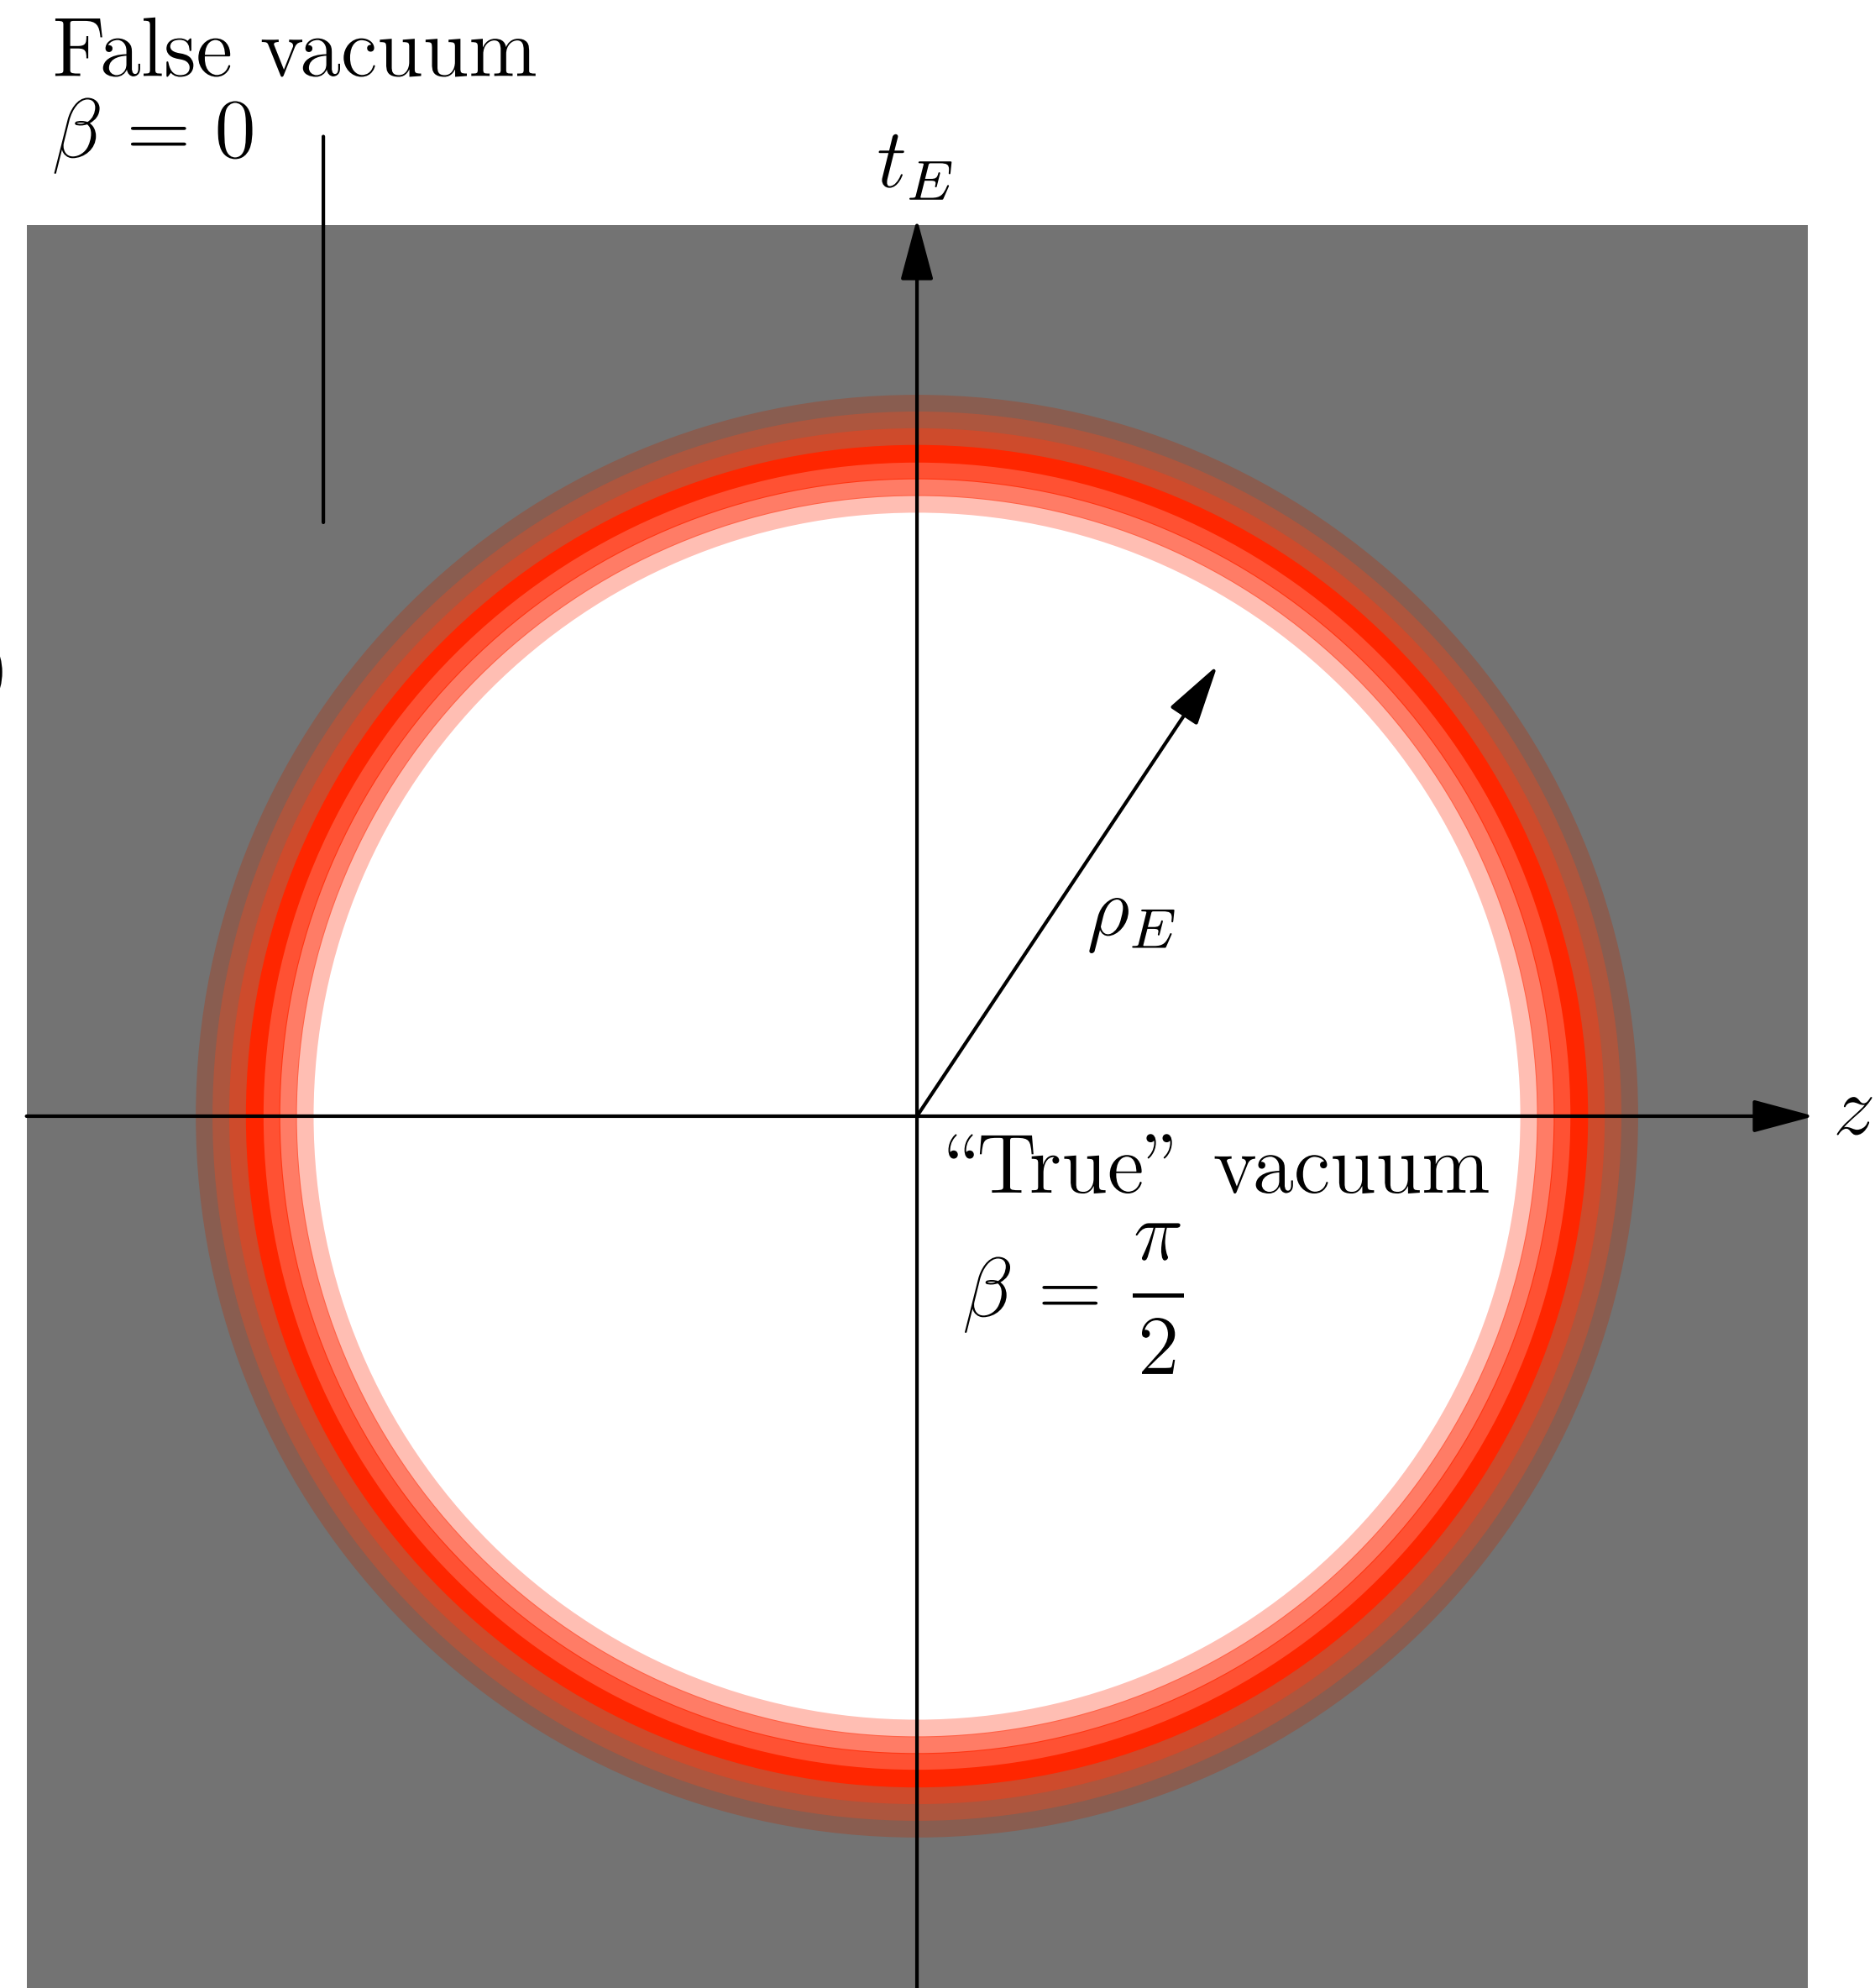 False vacuum
β = 0
t_E
ρ_E
z
“True” vacuum
β = π/2